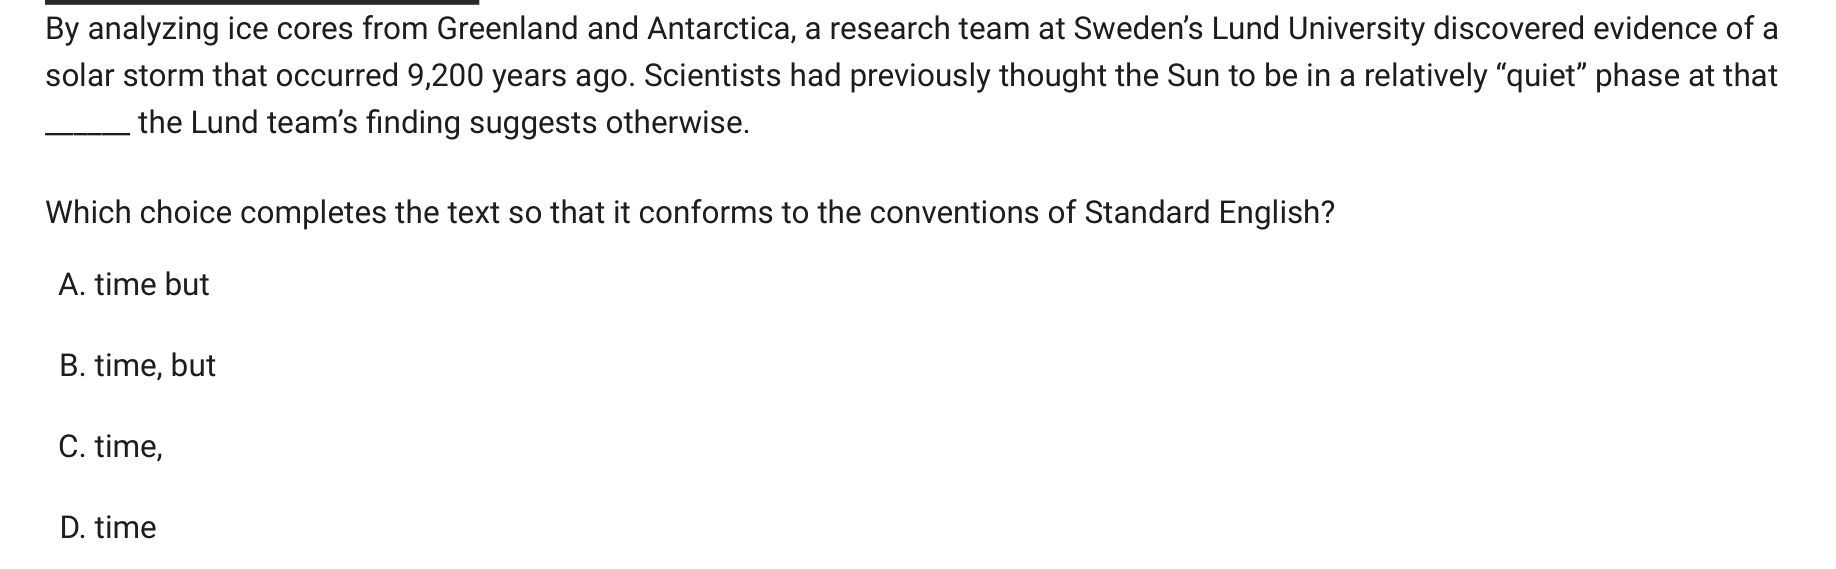 By analyzing ice cores from Greenland and Antarctica, a research team at Sweden’s Lund University discovered evidence of a
solar storm that occurred 9,200 years ago. Scientists had previously thought the Sun to be in a relatively “quiet” phase at that
______ the Lund team’s finding suggests otherwise.
Which choice completes the text so that it conforms to the conventions of Standard English?
A. time but
B. time, but
C. time,
D. time